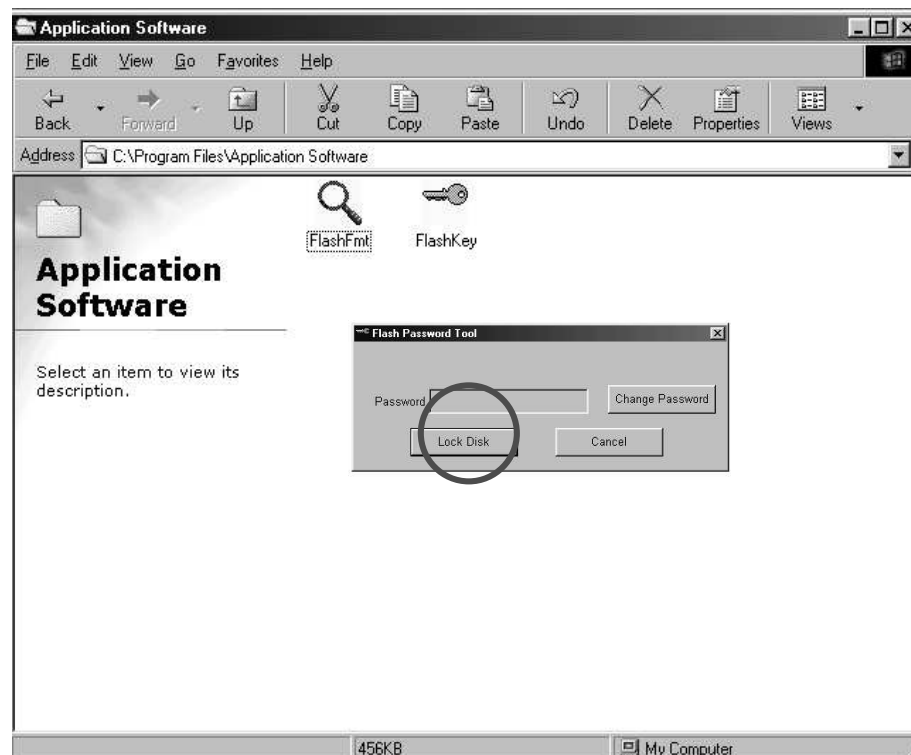 Application Software
File Edit View Go Favorites Help
Back Forward Up Cut Copy Paste Undo Delete Properties Views
Address C:\Program Files\Application Software
FlashFmt FlashKey
Application
Software
Select an item to view its
description.
Flash Password Tool
Password Change Password
Lock Disk Cancel
456KB My Computer